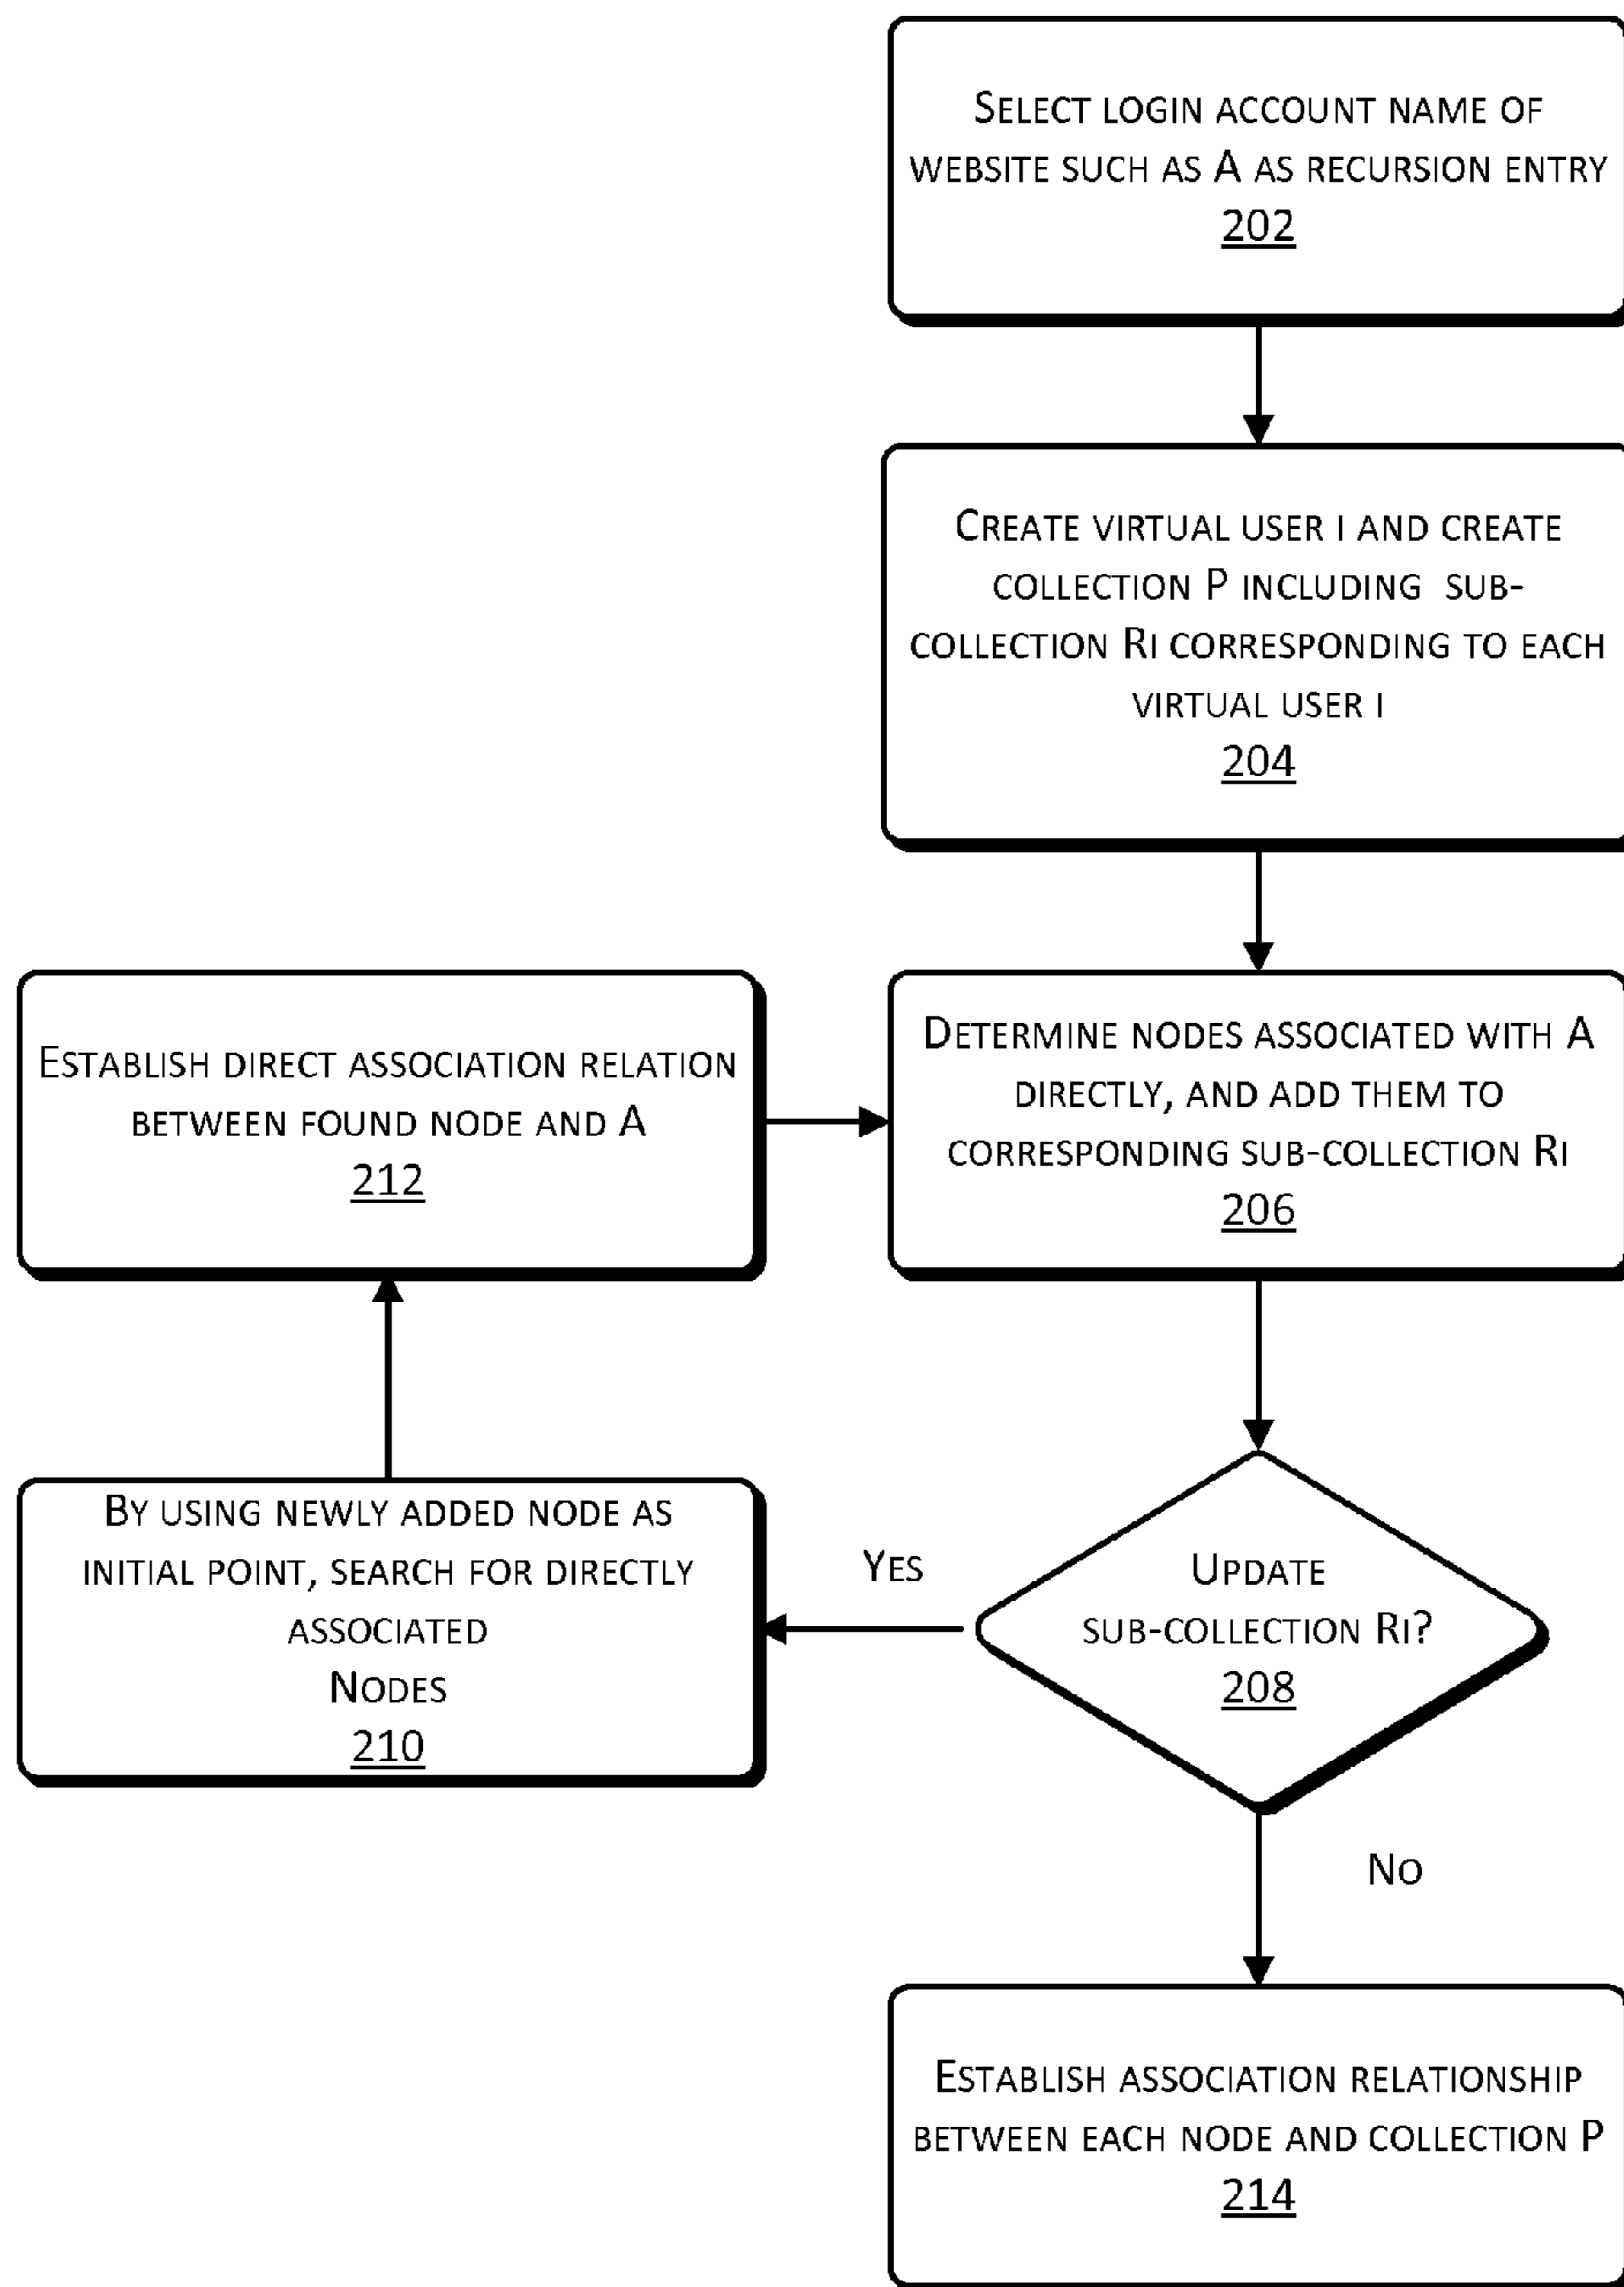 Select login account name of
website such as A as recursion entry
202
Create virtual user i and create
collection P including sub-
collection Ri corresponding to each
virtual user i
204
Establish direct association relation
between found node and A
212
Determine nodes associated with A
directly, and add them to
corresponding sub-collection Ri
206
By using newly added node as
initial point, search for directly
associated
Nodes
210
Yes
Update
sub-collection Ri?
208
No
Establish association relationship
between each node and collection P
214